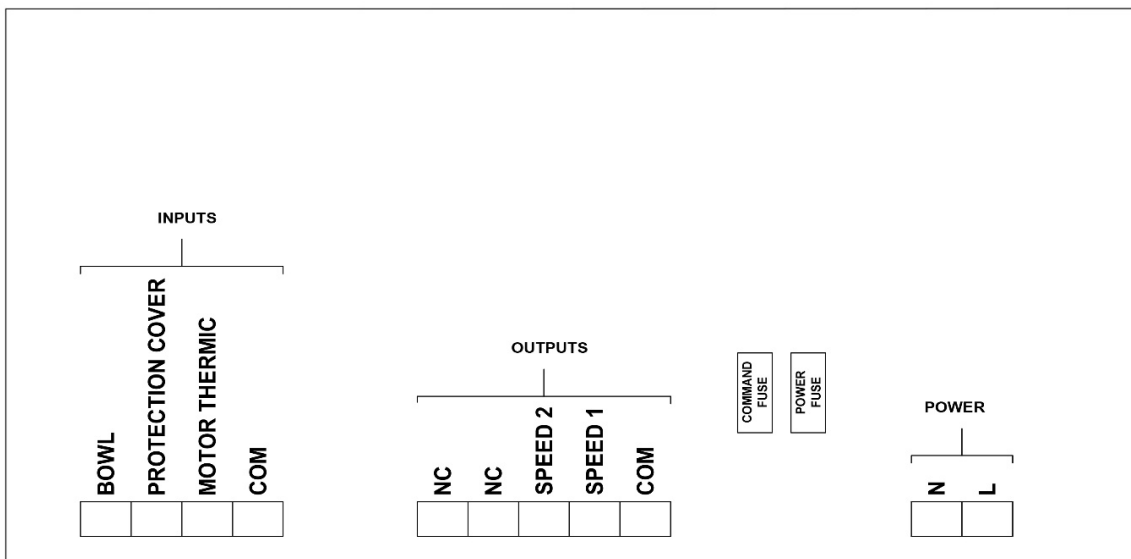 INPUTS
BOWL
PROTECTION COVER
MOTOR THERMIC
COM
OUTPUTS
NC
NC
SPEED 2
SPEED 1
COM
COMMAND
FUSE
POWER
FUSE
POWER
N
L